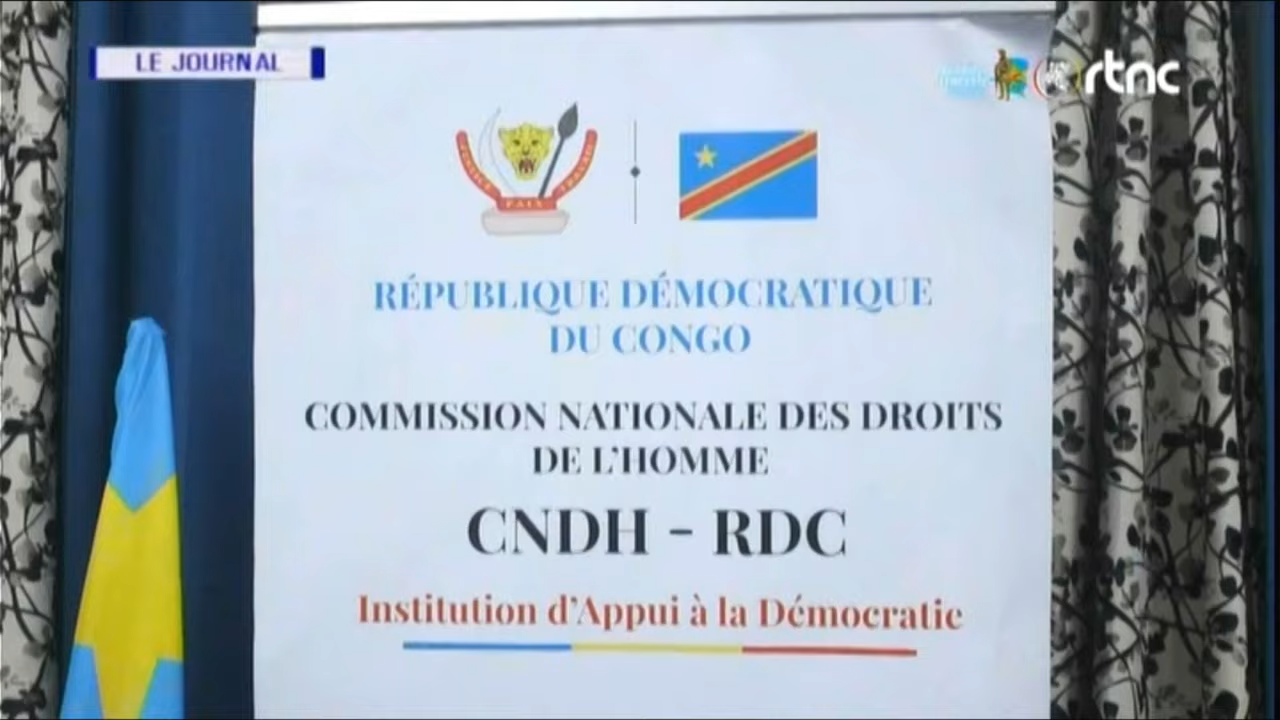 LE JOURNAL
rtnc
PAIX
RÉPUBLIQUE DÉMOCRATIQUE
DU CONGO
COMMISSION NATIONALE DES DROITS
DE L'HOMME
CNDH - RDC
Institution d'Appui à la Démocratie